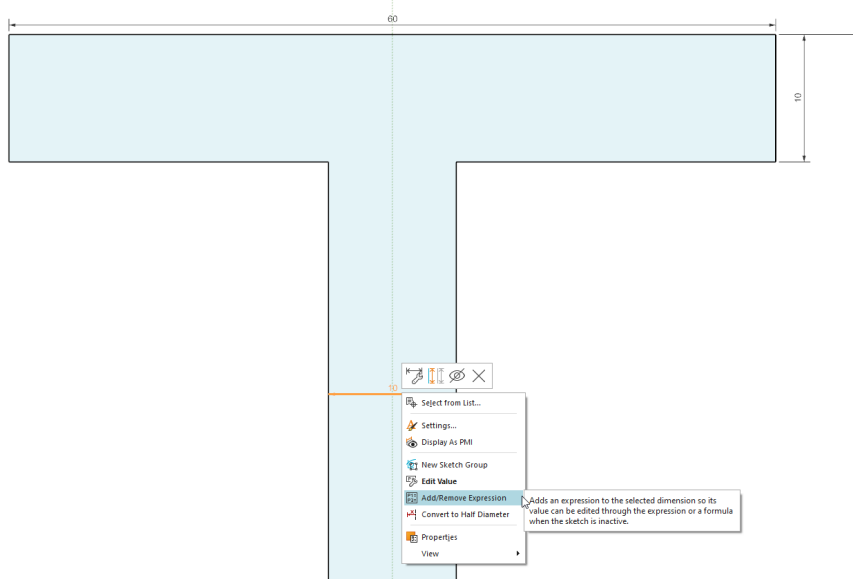 60
10
10
Select from List...
Settings...
Display As PMI
New Sketch Group
Edit Value
Add/Remove Expression
Adds an expression to the selected dimension so its
value can be edited through the expression or a formula
when the sketch is inactive.
Convert to Half Diameter
Properties
View